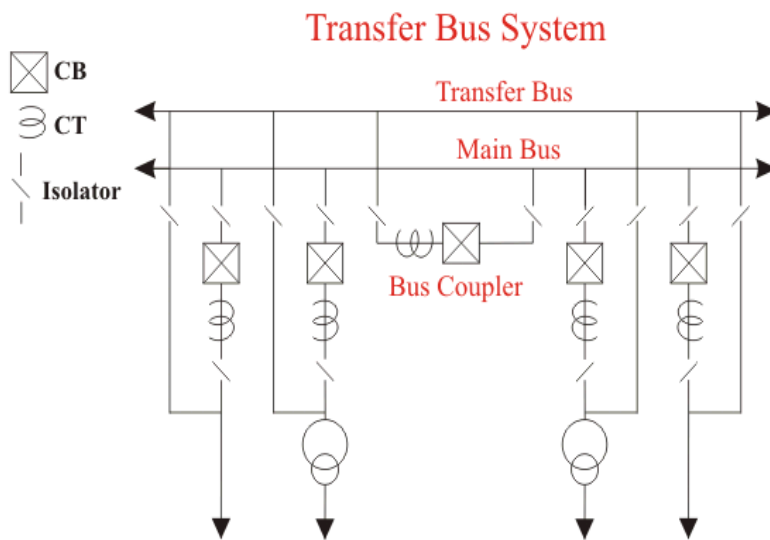 Transfer Bus System
CB
CT
Isolator
Transfer Bus
Main Bus
Bus Coupler